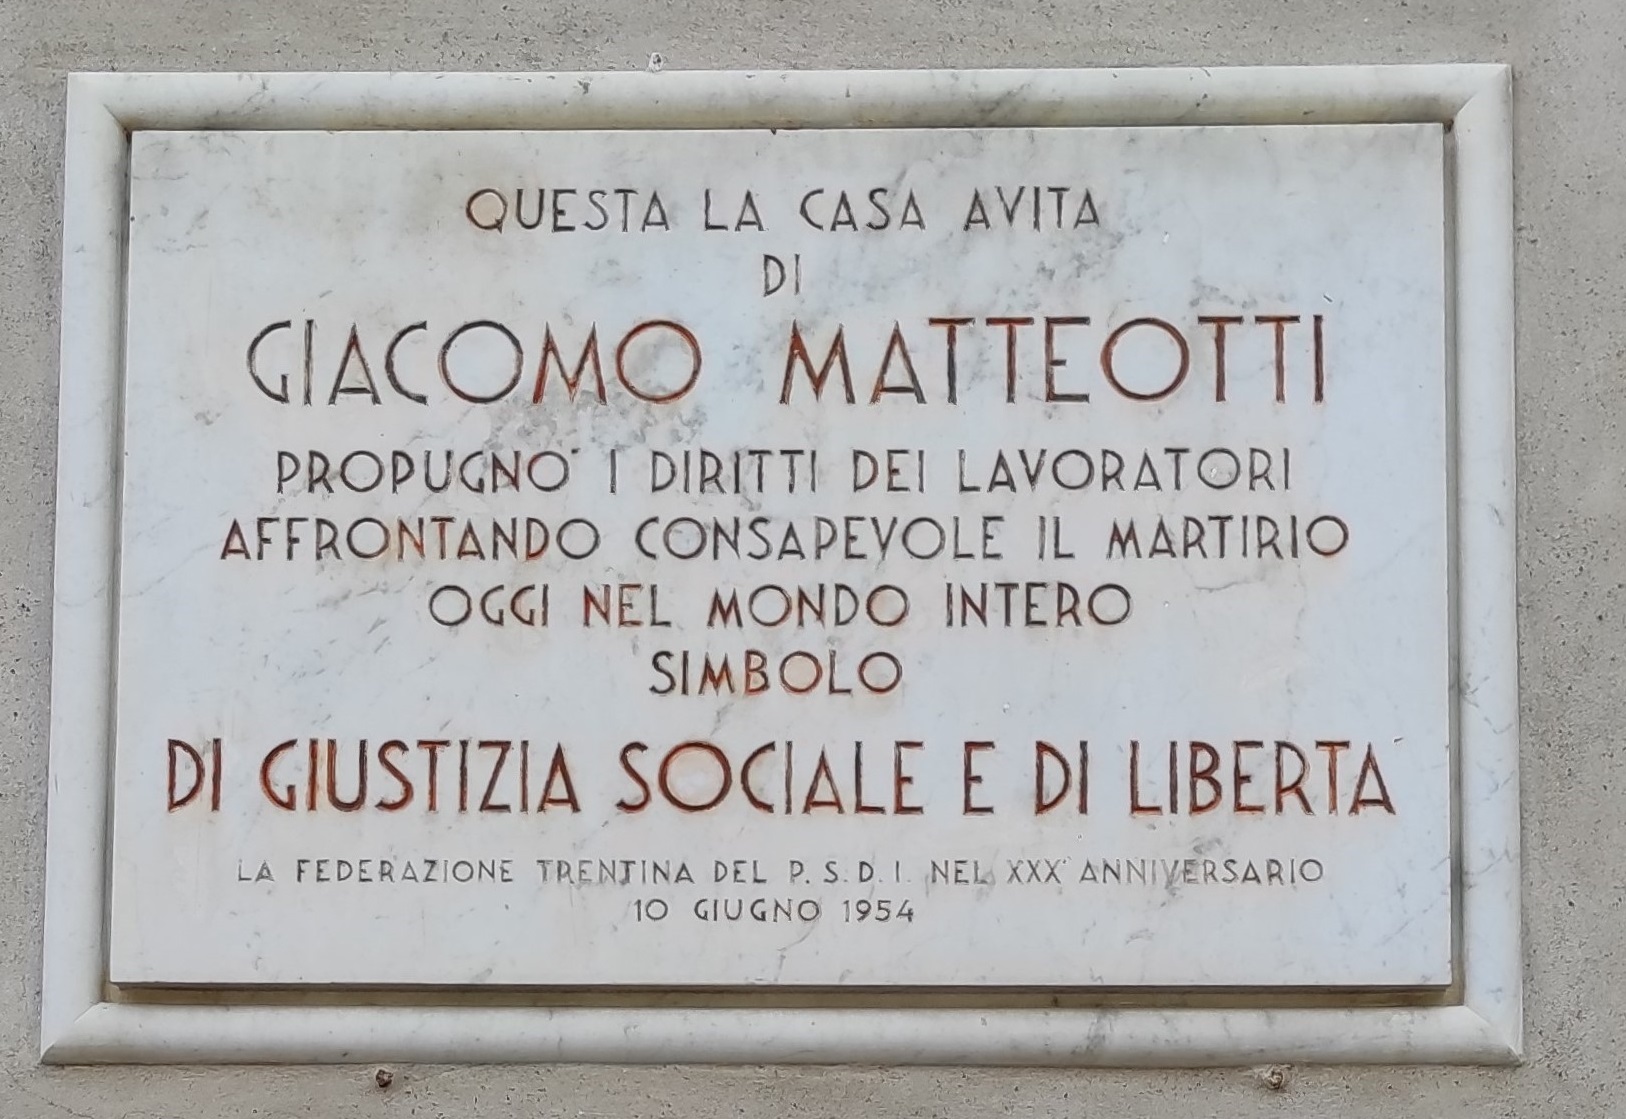 QUESTA LA CASA AVITA
DI
GIACOMO MATTEOTTI
PROPUGNO' I DIRITTI DEI LAVORATORI
AFFRONTANDO CONSAPEVOLE IL MARTIRIO
OGGI NEL MONDO INTERO
SIMBOLO
DI GIUSTIZIA SOCIALE E DI LIBERTA'
LA FEDERAZIONE TRENTINA DEL P.S.D.I. NEL XXX° ANNIVERSARIO
10 GIUGNO 1954